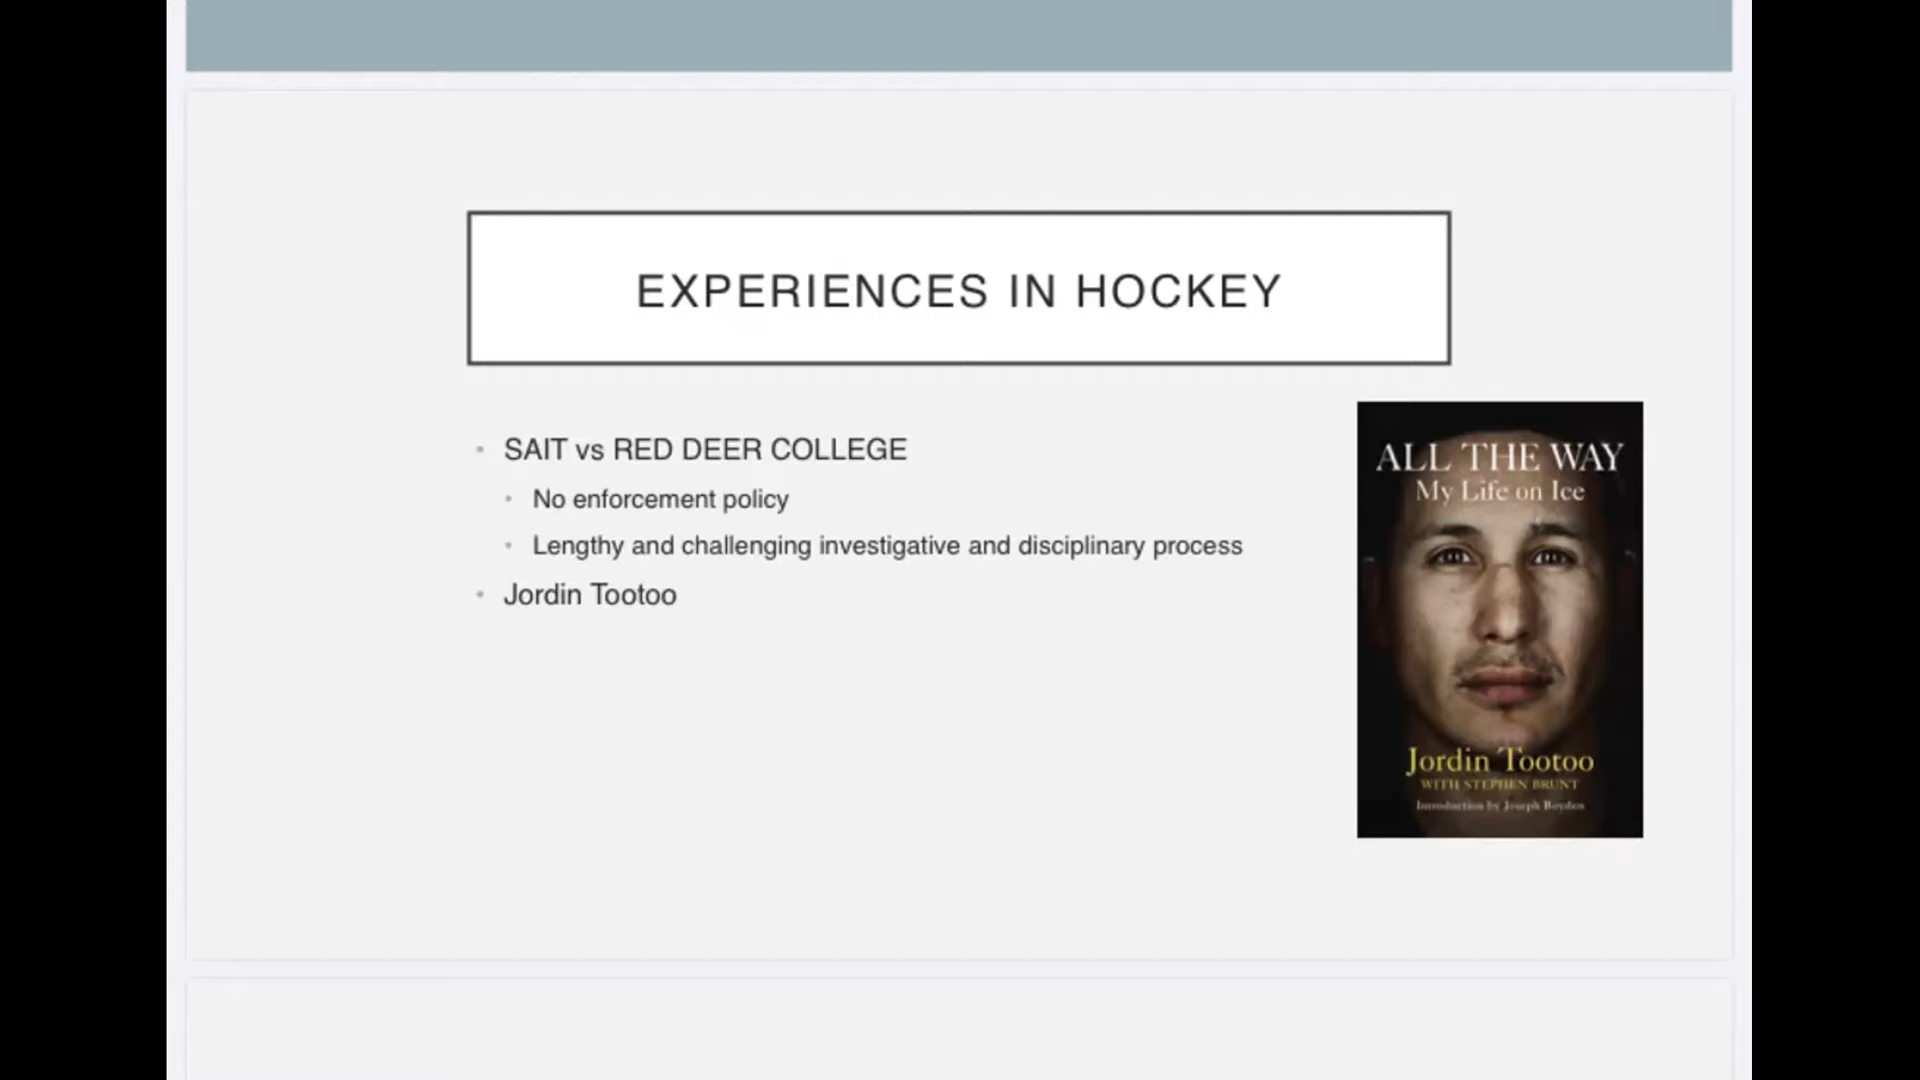 EXPERIENCES IN HOCKEY
SAIT vs RED DEER COLLEGE
No enforcement policy
Lengthy and challenging investigative and disciplinary process
Jordin Tootoo
ALL THE WAY
My Life on Ice
Jordin Tootoo
WITH STEPHEN BRUNT
Introduction by Joseph Boyden